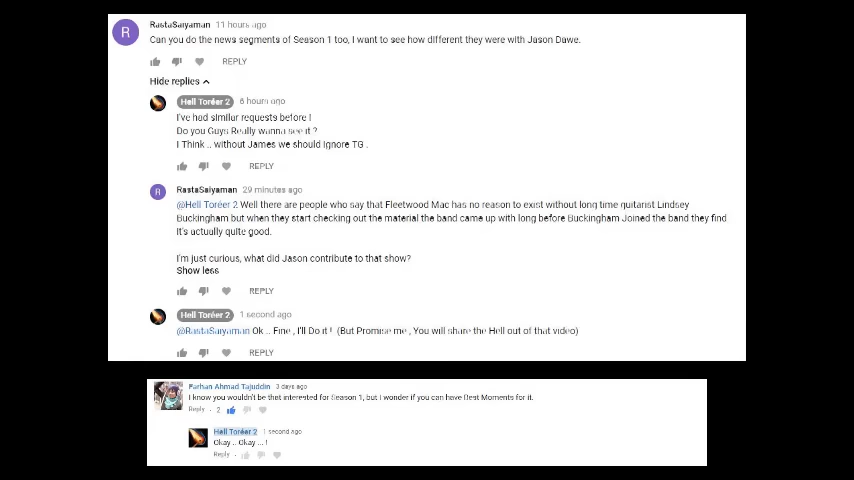 RastaSaiyaman 11 hours ago
Can you do the news segments of Season 1 too, I want to see how different they were with Jason Dawe.
REPLY
Hide replies
Hell Toréer 2 6 hours ago
I've had similar requests before !
Do you Guys Really wanna see it ?
I Think .. without James we should Ignore TG .
REPLY
RastaSaiyaman 29 minutes ago
@Hell Toréer 2 Well there are people who say that Fleetwood Mac has no reason to exist without long time guitarist Lindsey
Buckingham but when they start checking out the material the band came up with long before Buckingham Joined the band they find
it's actually quite good.
I'm just curious, what did Jason contribute to that show?
Show less
REPLY
Hell Toréer 2 1 second ago
@RastaSaiyaman Ok .. Fine , I'll Do it ! (But Promise me , You will share the Hell out of that video)
REPLY
Farhan Ahmad Tajuddin 3 days ago
I know you wouldn't be that interested for Season 1, but I wonder if you can have Best Moments for it.
Reply . 2
Hell Toréer 2 1 second ago
Okay .. Okay ... !
Reply .